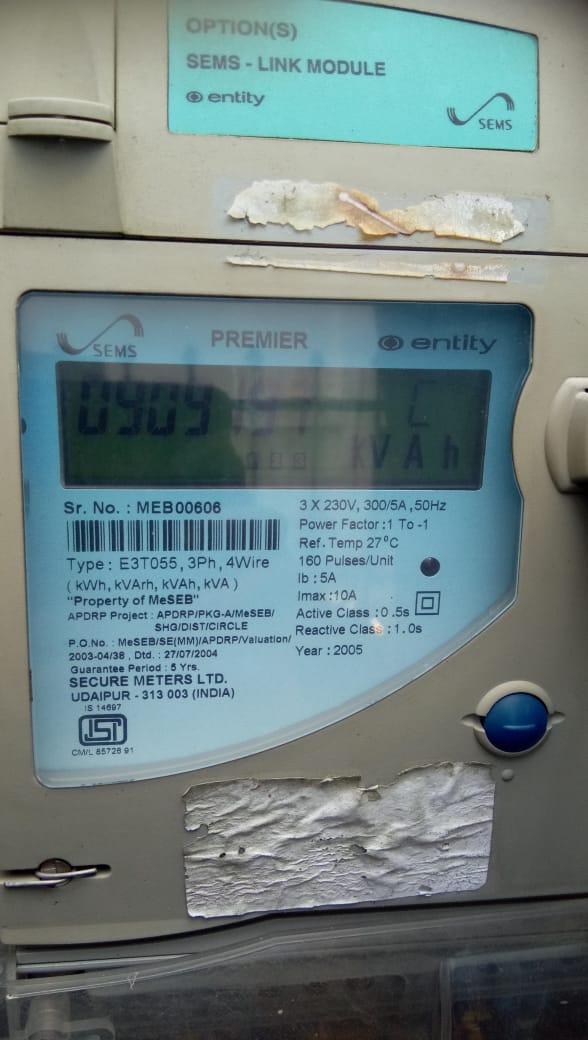 OPTION(S)
SEMS - LINK MODULE
entity
SEMS
SEMS
PREMIER
entity
C
kVAh
Sr. No. : MEB00606
Type : E3T055, 3Ph, 4Wire
( kWh, kVArh, kVAh, kVA )
"Property of MeSEB"
APDRP Project : APDRP/PKG-A/MeSEB/
SHG/DIST/CIRCLE
P.O.No. : MeSEB/SE(MM)/APDRP/Valuation/
2003-04/38 , Dtd. : 27/07/2004
Guarantee Period : 5 Yrs.
SECURE METERS LTD.
UDAIPUR - 313 003 (INDIA)
IS 14697
ISI
CM/L 8572691
3 X 230V, 300/5A ,50Hz
Power Factor :1 To -1
Ref. Temp 27°C
160 Pulses/Unit
Ib : 5A
Imax :10A
Active Class : 0.5s
Reactive Class : 1.0s
Year : 2005